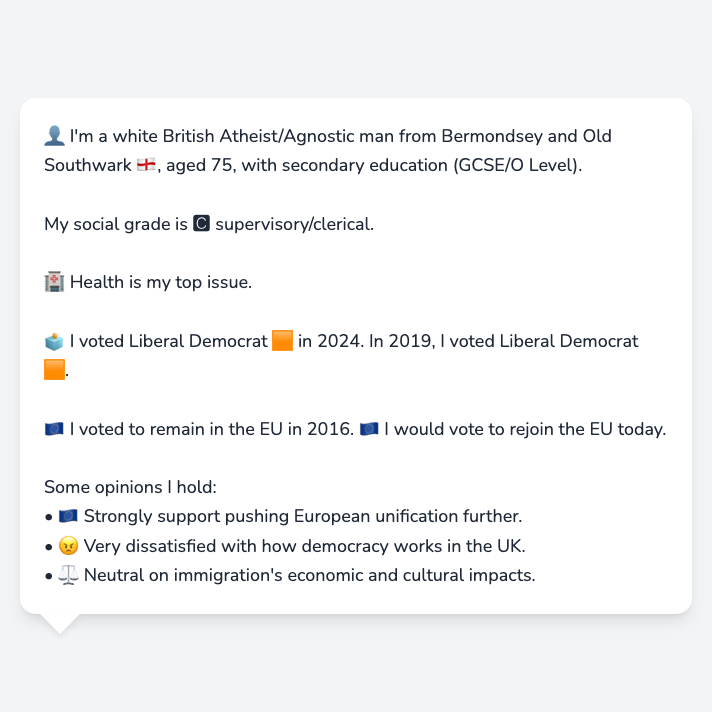 👤 I'm a white British Atheist/Agnostic man from Bermondsey and Old
Southwark 🏴󠁧󠁢󠁥󠁮󠁧󠁿, aged 75, with secondary education (GCSE/O Level).
My social grade is 🅲 supervisory/clerical.
🏥 Health is my top issue.
🗳️ I voted Liberal Democrat 🟧 in 2024. In 2019, I voted Liberal Democrat
🟧.
🇪🇺 I voted to remain in the EU in 2016. 🇪🇺 I would vote to rejoin the EU today.
Some opinions I hold:
• 🇪🇺 Strongly support pushing European unification further.
• 😠 Very dissatisfied with how democracy works in the UK.
• ⚖️ Neutral on immigration's economic and cultural impacts.